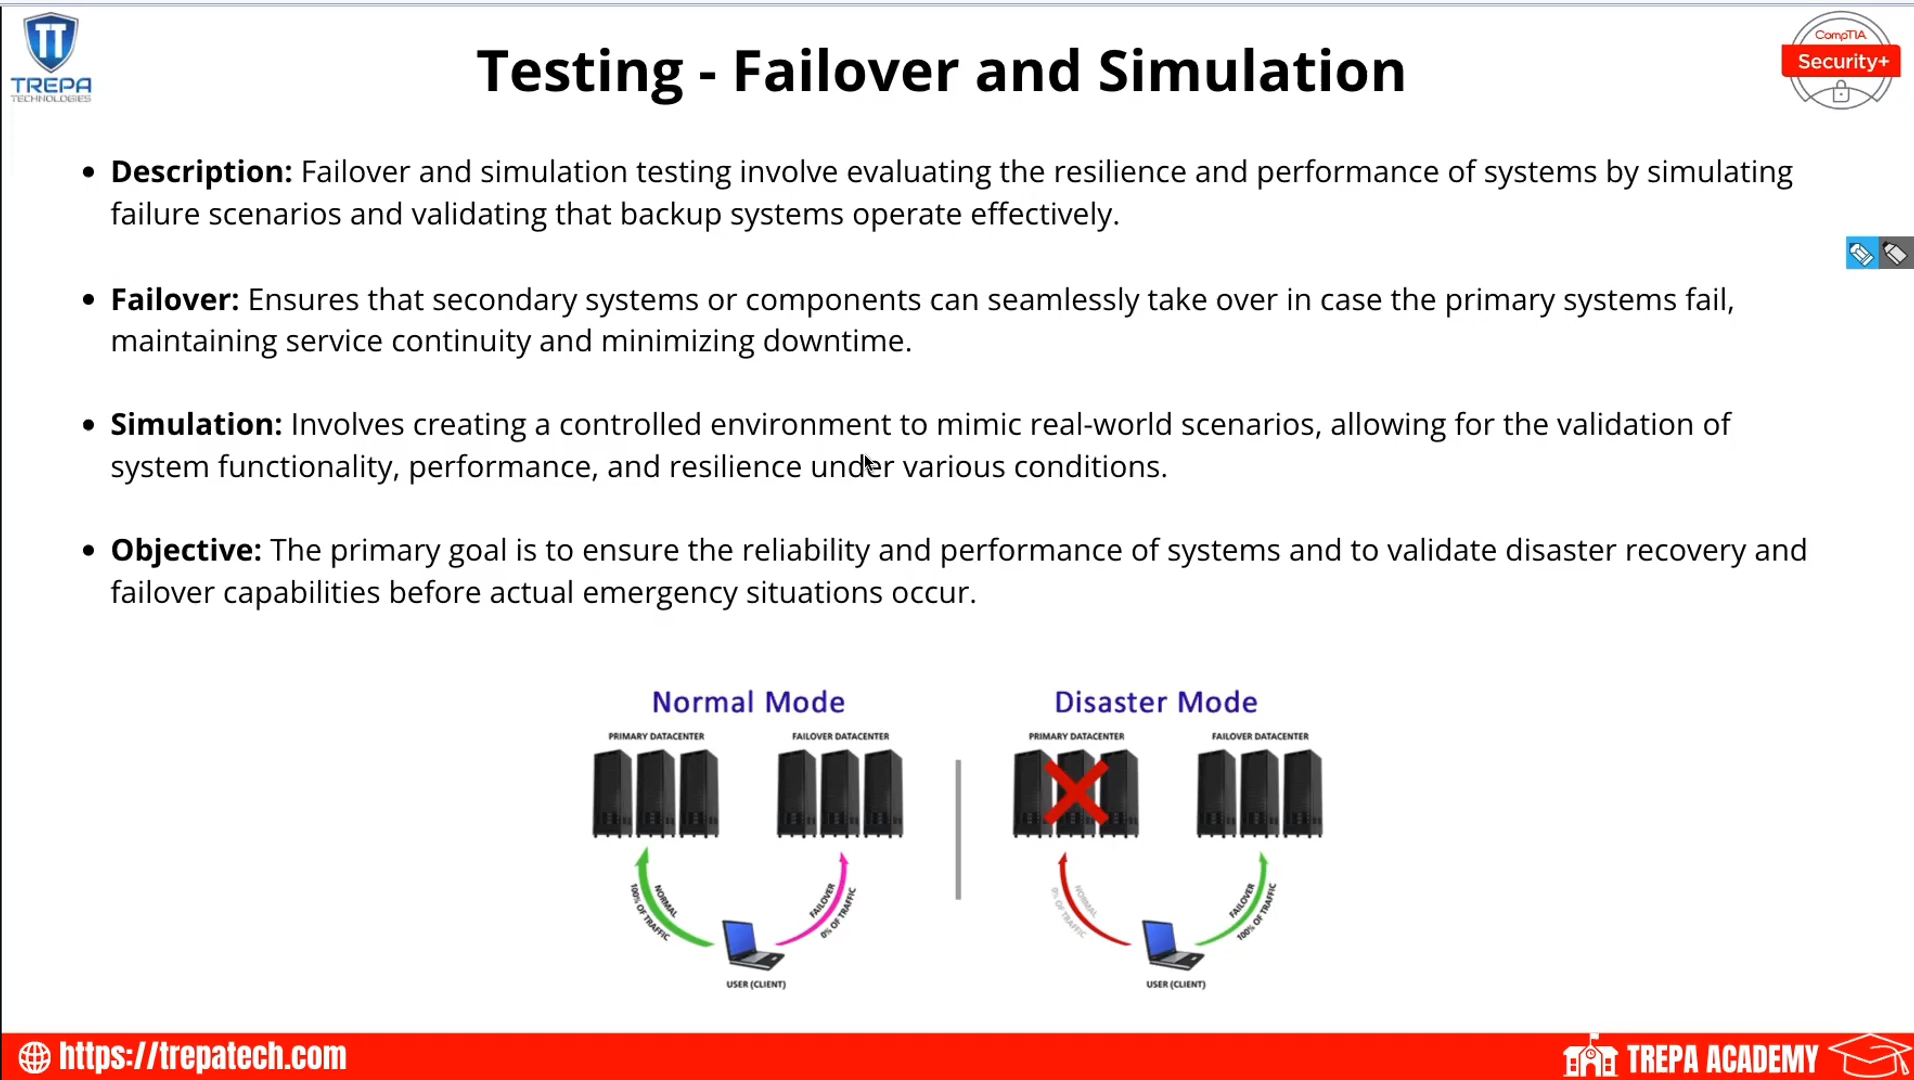 TT
TREPA
TECHNOLOGIES
Testing - Failover and Simulation
CompTIA
Security+
• Description: Failover and simulation testing involve evaluating the resilience and performance of systems by simulating
failure scenarios and validating that backup systems operate effectively.
• Failover: Ensures that secondary systems or components can seamlessly take over in case the primary systems fail,
maintaining service continuity and minimizing downtime.
• Simulation: Involves creating a controlled environment to mimic real-world scenarios, allowing for the validation of
system functionality, performance, and resilience under various conditions.
• Objective: The primary goal is to ensure the reliability and performance of systems and to validate disaster recovery and
failover capabilities before actual emergency situations occur.
Normal Mode
PRIMARY DATACENTER
FAILOVER DATACENTER
NORMAL
100% OF TRAFFIC
FAILOVER
0% OF TRAFFIC
USER (CLIENT)
Disaster Mode
PRIMARY DATACENTER
FAILOVER DATACENTER
NORMAL
0% OF TRAFFIC
FAILOVER
100% OF TRAFFIC
USER (CLIENT)
https://trepatech.com
TREPA ACADEMY